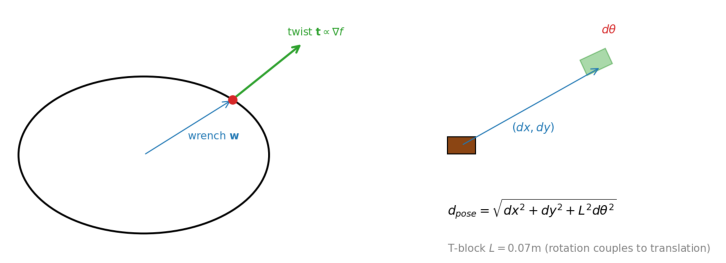 twist t ∝ ∇f
wrench w
dθ
(dx, dy)
d_pose = √(dx² + dy² + L²dθ²)
T-block L = 0.07m (rotation couples to translation)